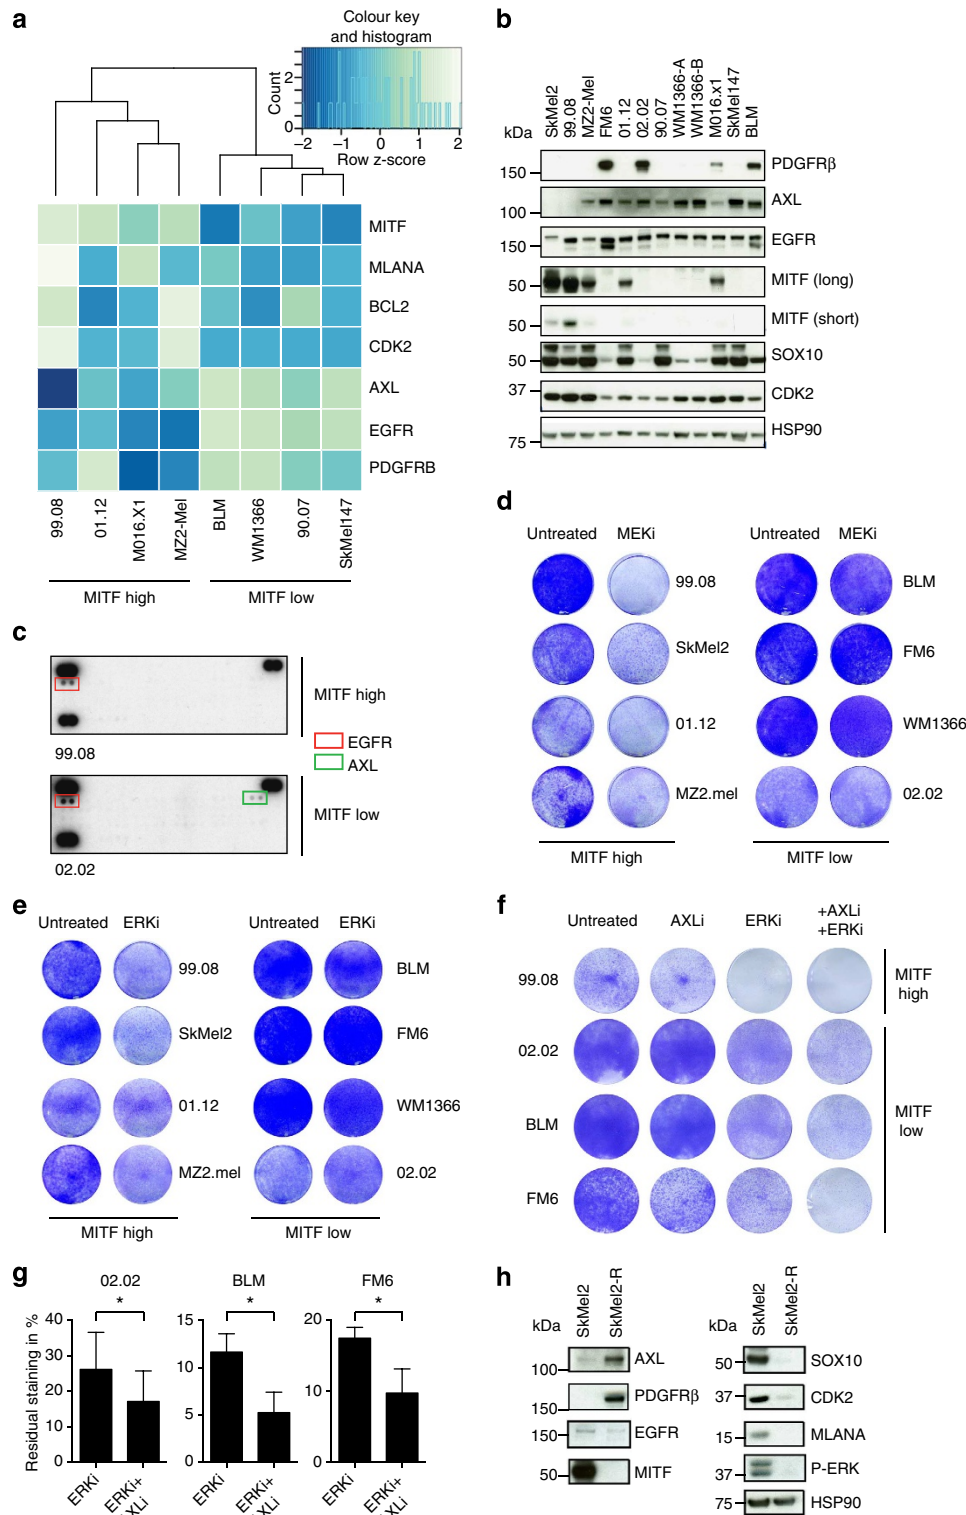 a
Colour key
and histogram
Count
2
0
−2 −1 0 1 2
Row z-score
MITF
MLANA
BCL2
CDK2
AXL
EGFR
PDGFRB
99.08
01.12
M016.X1
MZ2-Mel
BLM
WM1366
90.07
SkMel147
MITF high
MITF low
b
kDa
SkMel2
99.08
MZ2-Mel
FM6
01.12
02.02
90.07
WM1366-A
WM1366-B
M016.x1
SkMel147
BLM
150
PDGFRβ
100
AXL
150
EGFR
50
MITF (long)
50
MITF (short)
50
SOX10
37
CDK2
75
HSP90
c
MITF high
99.08
EGFR
AXL
MITF low
02.02
d
Untreated MEKi Untreated MEKi
99.08 BLM
SkMel2 FM6
01.12 WM1366
MZ2.mel 02.02
MITF high MITF low
e
Untreated ERKi Untreated ERKi
99.08 BLM
SkMel2 FM6
01.12 WM1366
MZ2.mel 02.02
MITF high MITF low
f
Untreated AXLi ERKi +AXLi
+ERKi
99.08
MITF
high
02.02
BLM
MITF
low
FM6
g
Residual staining in %
02.02
*
40
30
20
10
0
ERKi
ERKi+
BLM
*
15
10
5
0
ERKi
ERKi+
FM6
*
20
10
0
ERKi
ERKi+
h
kDa
SkMel2
SkMel2-R
100
AXL
150
PDGFRβ
150
EGFR
50
MITF
kDa
SkMel2
SkMel2-R
50
SOX10
37
CDK2
15
MLANA
37
P-ERK
75
HSP90